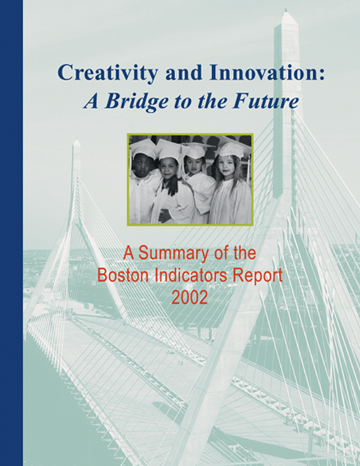 Creativity and Innovation:
A Bridge to the Future
A Summary of the
Boston Indicators Report
2002